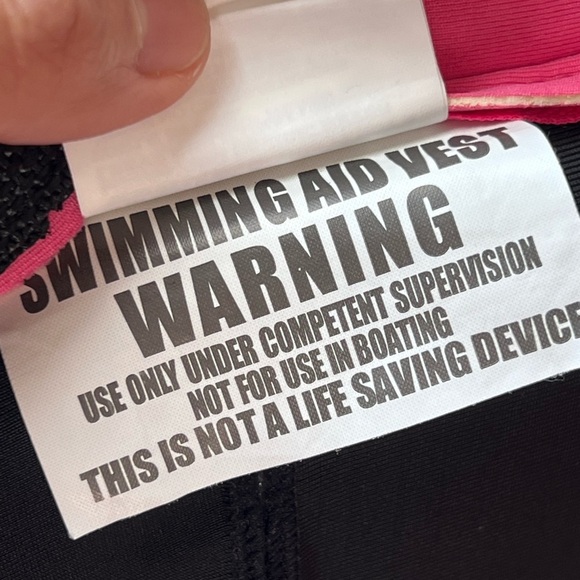 SWIMMING AID VEST
WARNING
USE ONLY UNDER COMPETENT SUPERVISION
NOT FOR USE IN BOATING
THIS IS NOT A LIFE SAVING DEVICE